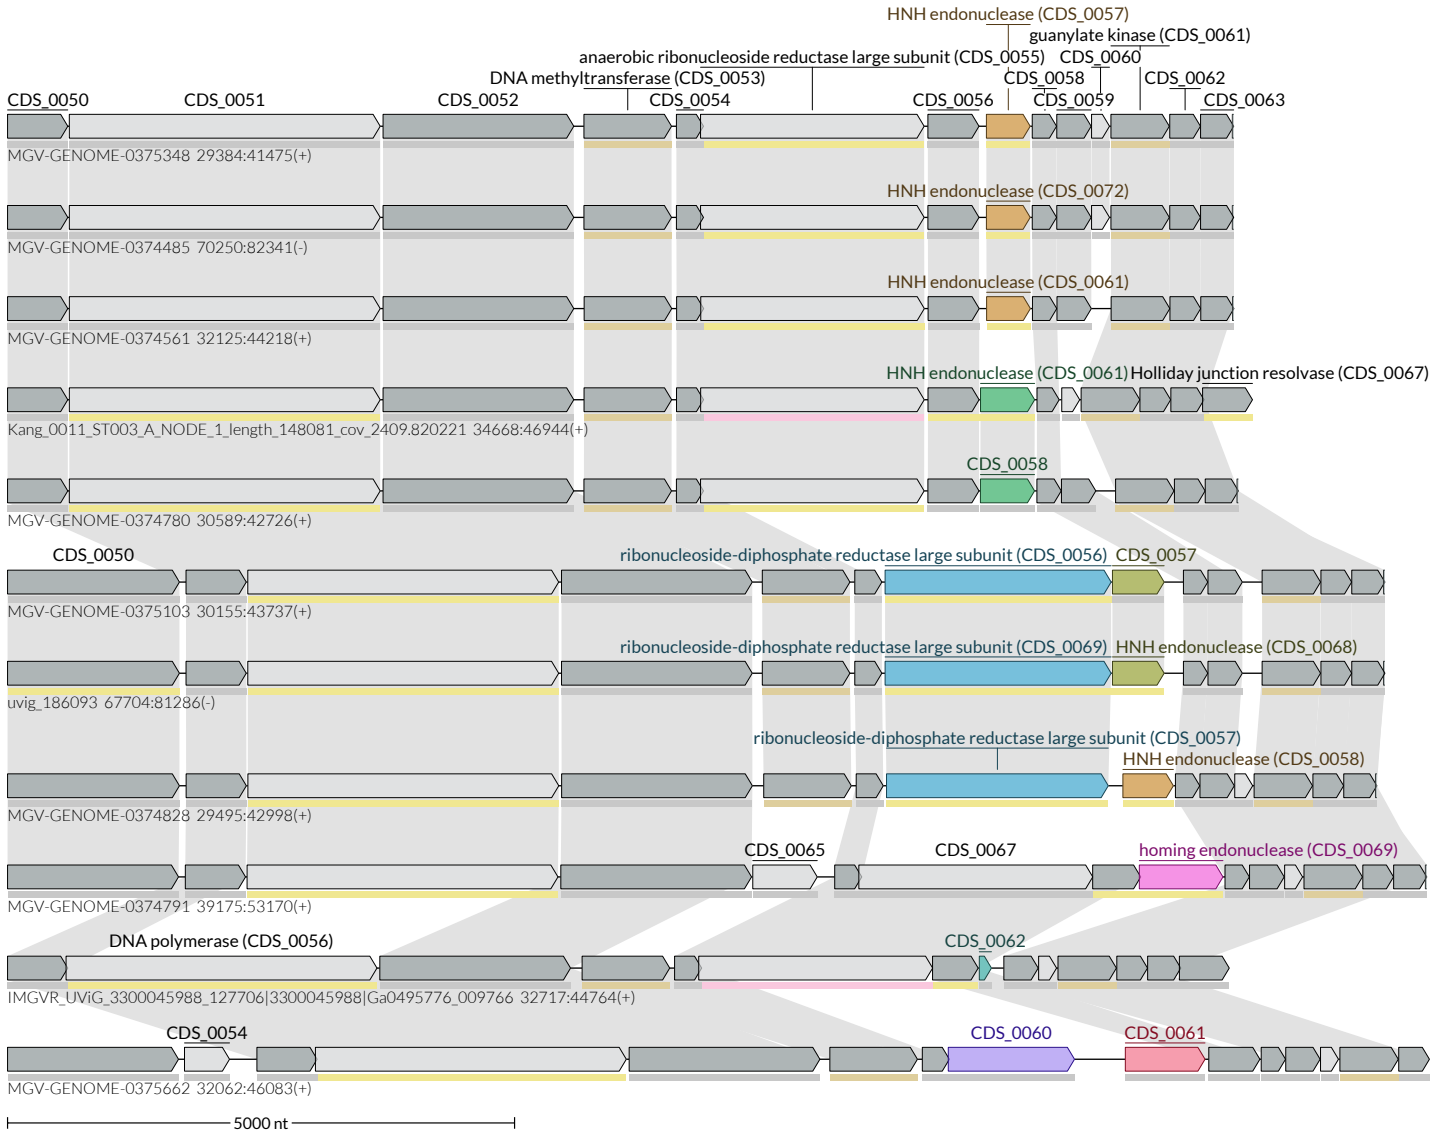 HNH endonuclease (CDS_0057)
guanylate kinase (CDS_0061)
anaerobic ribonucleoside reductase large subunit (CDS_0055) CDS_0060
DNA methyltransferase (CDS_0053) CDS_0058 CDS_0062
CDS_0050 CDS_0051 CDS_0052 CDS_0054 CDS_0056 CDS_0059 CDS_0063
MGV-GENOME-0375348 29384:41475(+)
HNH endonuclease (CDS_0072)
MGV-GENOME-0374485 70250:82341(-)
HNH endonuclease (CDS_0061)
MGV-GENOME-0374561 32125:44218(+)
HNH endonuclease (CDS_0061) Holliday junction resolvase (CDS_0067)
Kang_0011_ST003_A_NODE_1_length_148081_cov_2409.820221 34668:46944(+)
CDS_0058
MGV-GENOME-0374780 30589:42726(+)
CDS_0050 ribonucleoside-diphosphate reductase large subunit (CDS_0056) CDS_0057
MGV-GENOME-0375103 30155:43737(+)
ribonucleoside-diphosphate reductase large subunit (CDS_0069) HNH endonuclease (CDS_0068)
uvig_186093 67704:81286(-)
ribonucleoside-diphosphate reductase large subunit (CDS_0057)
HNH endonuclease (CDS_0058)
MGV-GENOME-0374828 29495:42998(+)
CDS_0065 CDS_0067 homing endonuclease (CDS_0069)
MGV-GENOME-0374791 39175:53170(+)
DNA polymerase (CDS_0056) CDS_0062
IMGVR_UViG_3300045988_127706|3300045988|Ga0495776_009766 32717:44764(+)
CDS_0054 CDS_0060 CDS_0061
MGV-GENOME-0375662 32062:46083(+)
5000 nt